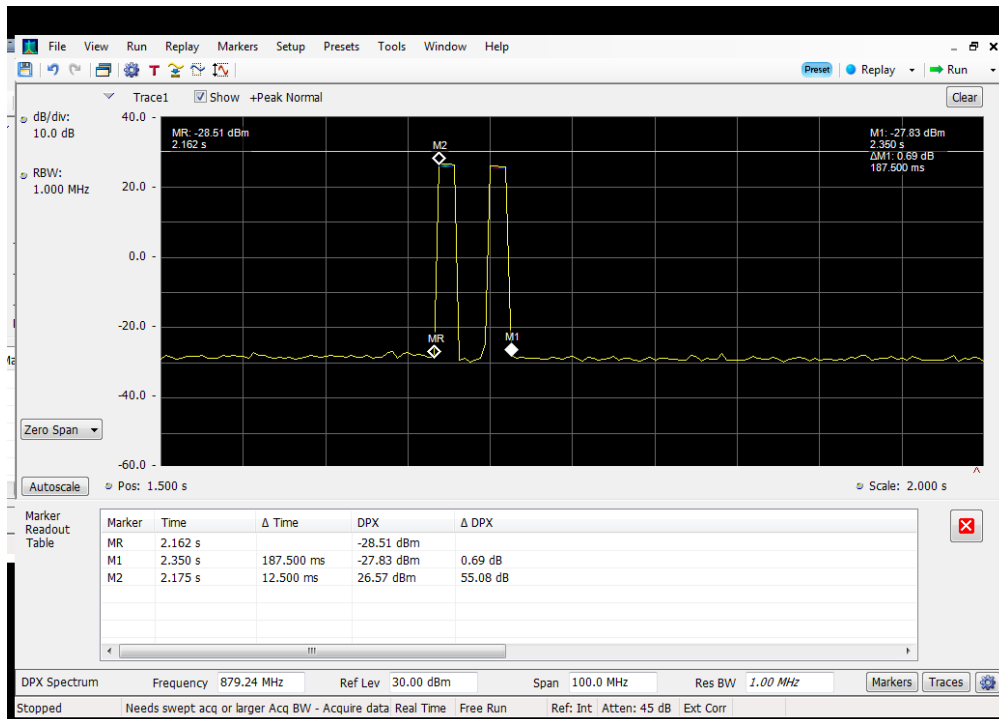 File View Run Replay Markers Setup Presets Tools Window Help
T Preset Replay Run
Trace1 Show +Peak Normal Clear
dB/div:
10.0 dB
RBW:
1.000 MHz
40.0
20.0
0.0
-20.0
-40.0
-60.0
MR: -28.51 dBm
2.162 s
M2
M1: -27.83 dBm
2.350 s
ΔM1: 0.69 dB
187.500 ms
MR
M1
Zero Span
Autoscale Pos: 1.500 s Scale: 2.000 s
Marker
Readout
Table
Marker Time Δ Time DPX Δ DPX
MR 2.162 s -28.51 dBm
M1 2.350 s 187.500 ms -27.83 dBm 0.69 dB
M2 2.175 s 12.500 ms 26.57 dBm 55.08 dB
DPX Spectrum Frequency 879.24 MHz Ref Lev 30.00 dBm Span 100.0 MHz Res BW 1.00 MHz Markers Traces
Stopped Needs swept acq or larger Acq BW - Acquire data Real Time Free Run Ref: Int Atten: 45 dB Ext Corr